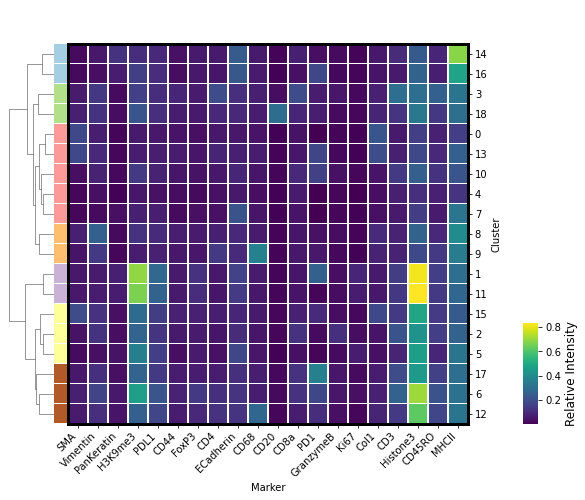 14
16
3
18
0
13
10
4
7
8
9
1
11
15
2
5
17
6
12
Cluster
SMA
Vimentin
PanKeratin
H3K9me3
PDL1
CD44
FoxP3
CD4
ECadherin
CD68
CD20
CD8a
PD1
GranzymeB
Ki67
Col1
CD3
Histone3
CD45RO
MHCII
Marker
0.8
0.6
0.4
0.2
Relative Intensity